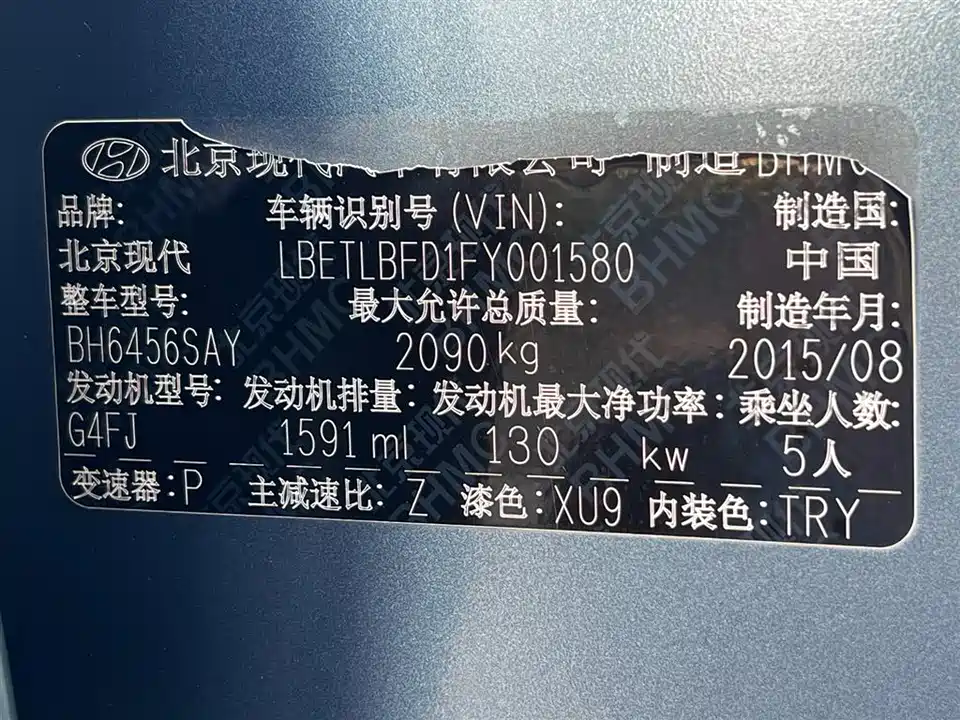 北京现代汽车有限公司 制造 BHMC
品牌: 车辆识别号(VIN): 制造国:
北京现代 LBETLBFD1FY001580 中国
整车型号: 最大允许总质量: 制造年月:
BH6456SAY 2090kg 2015/08
发动机型号: 发动机排量: 发动机最大净功率: 乘坐人数:
G4FJ 1591ml 130 kw 5人
变速器:P 主减速比: Z 漆色:XU9 内装色:TRY